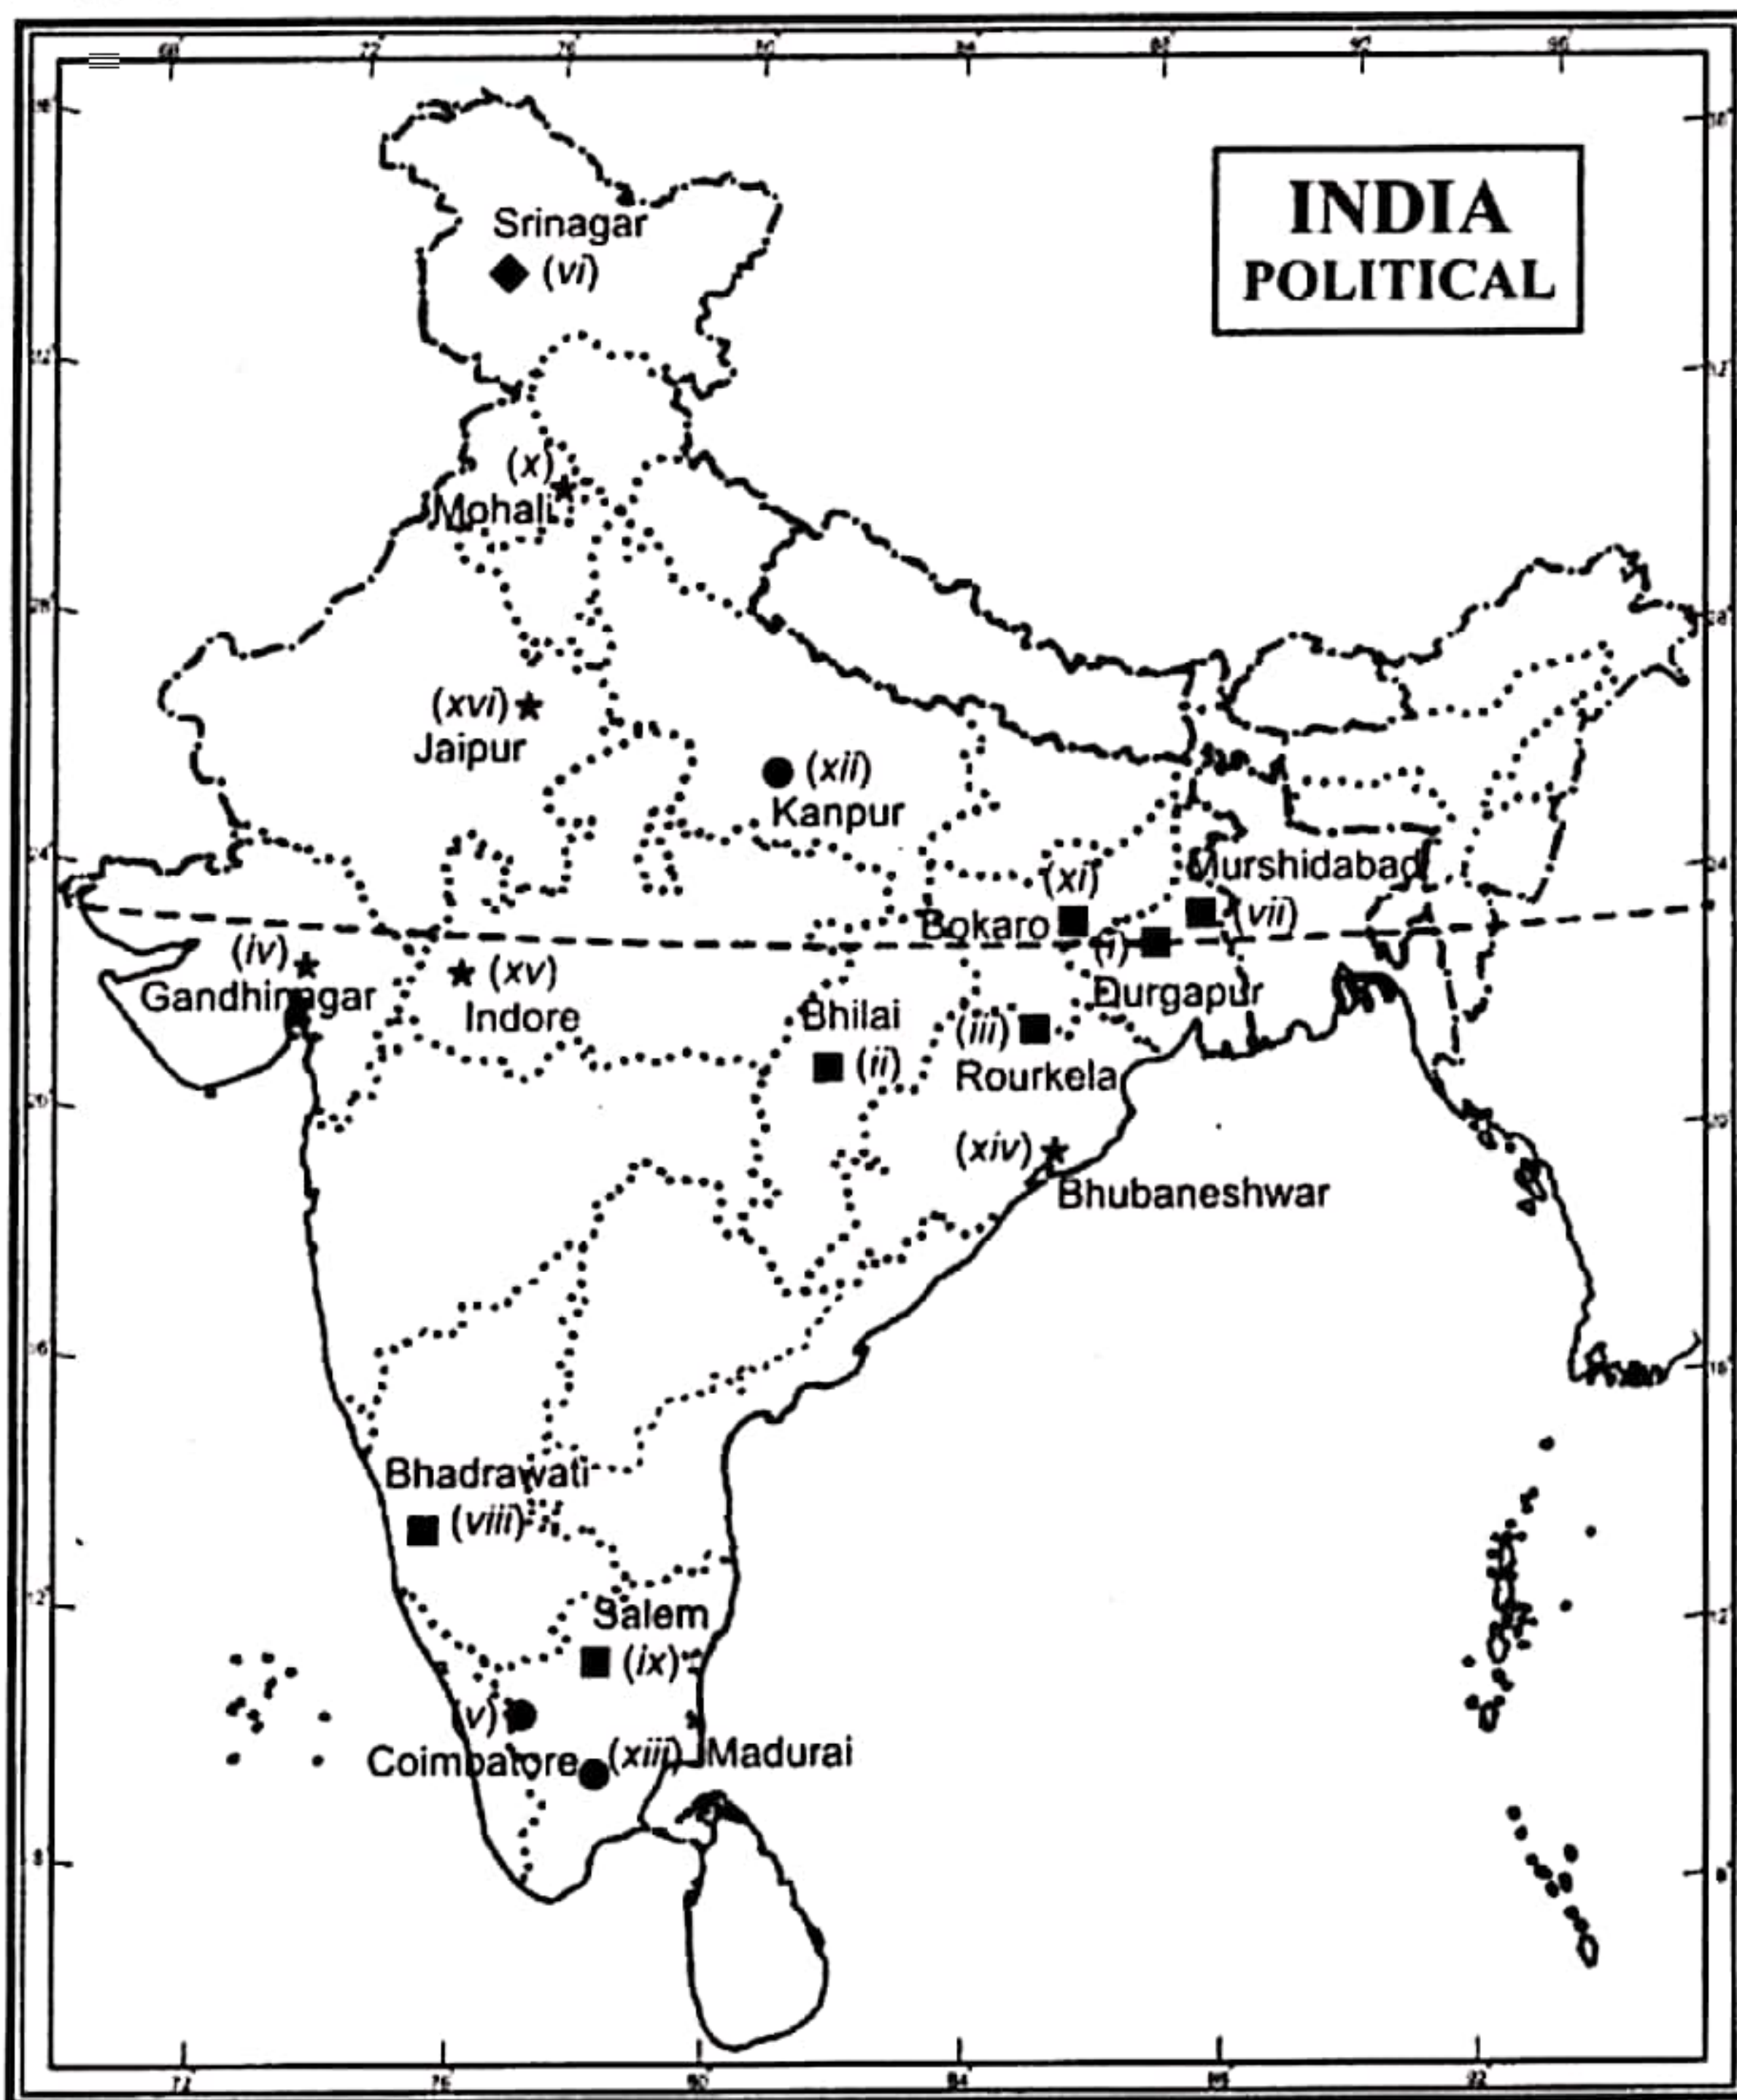 INDIA
POLITICAL
Srinagar
(vi)
(x)
Mohali
(xvi)
Jaipur
(xii)
Kanpur
Murshidabad
(xi)
Bokaro
(vii)
(i)
Durgapur
(iv)
Gandhinagar
(xv)
Indore
Bhilai
(ii)
(iii)
Rourkela
(xiv)
Bhubaneshwar
Bhadrawati
(viii)
Salem
(ix)
(v)
Coimbatore
(xiii)
Madurai